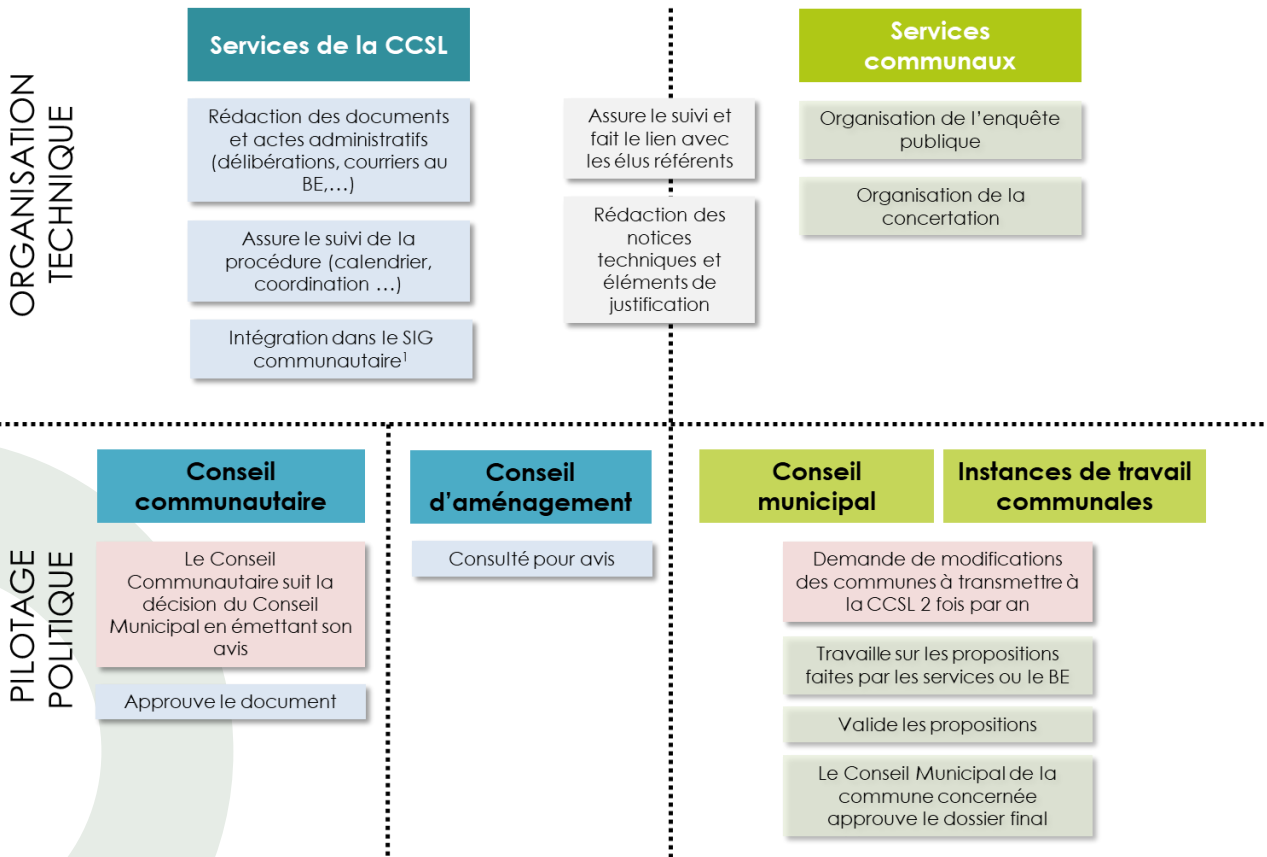 ORGANISATION
TECHNIQUE
Services de la CCSL
Rédaction des documents
et actes administratifs
(délibérations, courriers au
BE,…)
Assure le suivi de la
procédure (calendrier,
coordination …)
Intégration dans le SIG
communautaire¹
Assure le suivi et
fait le lien avec
les élus référents
Rédaction des
notices
techniques et
éléments de
justification
Services
communaux
Organisation de l’enquête
publique
Organisation de la
concertation
PILOTAGE
POLITIQUE
Conseil
communautaire
Le Conseil
Communautaire suit la
décision du Conseil
Municipal en émettant son
avis
Approuve le document
Conseil
d’aménagement
Consulté pour avis
Conseil
municipal
Instances de travail
communales
Demande de modifications
des communes à transmettre à
la CCSL 2 fois par an
Travaille sur les propositions
faites par les services ou le BE
Valide les propositions
Le Conseil Municipal de la
commune concernée
approuve le dossier final